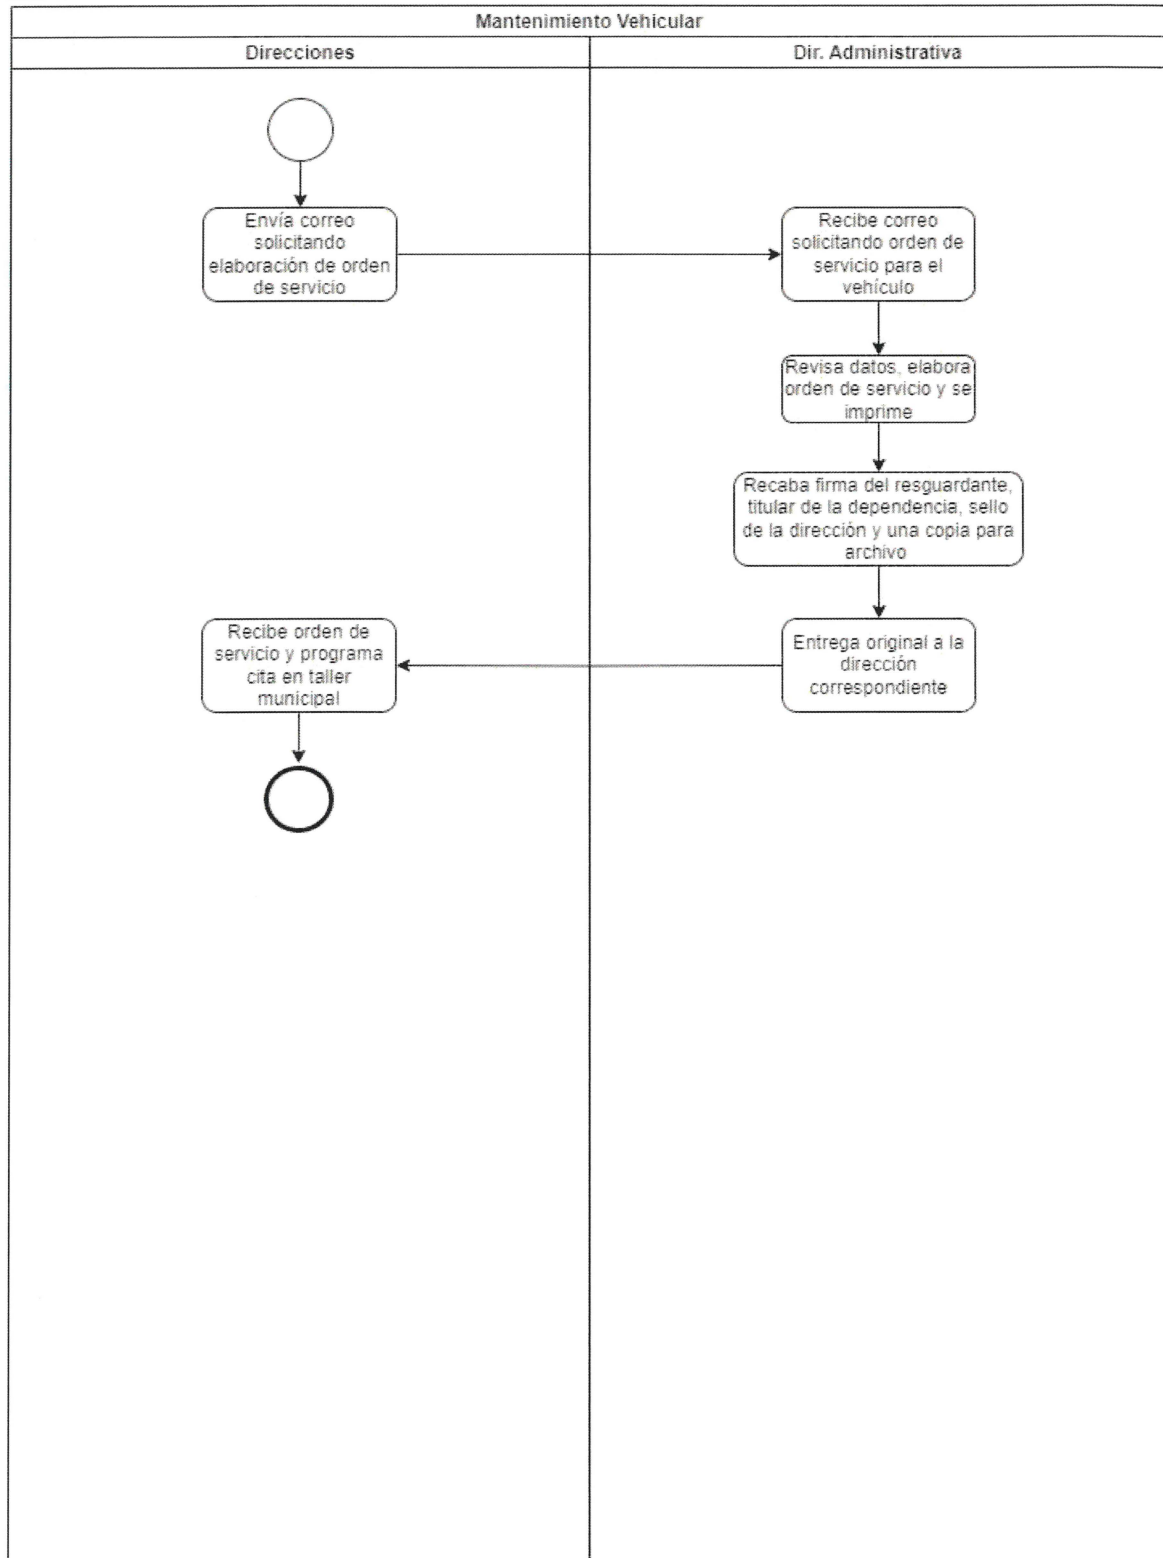 Mantenimiento Vehicular
Direcciones
Dir. Administrativa
Envía correo
solicitando
elaboración de orden
de servicio
Recibe correo
solicitando orden de
servicio para el
vehículo
Revisa datos, elabora
orden de servicio y se
imprime
Recaba firma del resguardante,
titular de la dependencia, sello
de la dirección y una copia para
archivo
Entrega original a la
dirección
correspondiente
Recibe orden de
servicio y programa
cita en taller
municipal